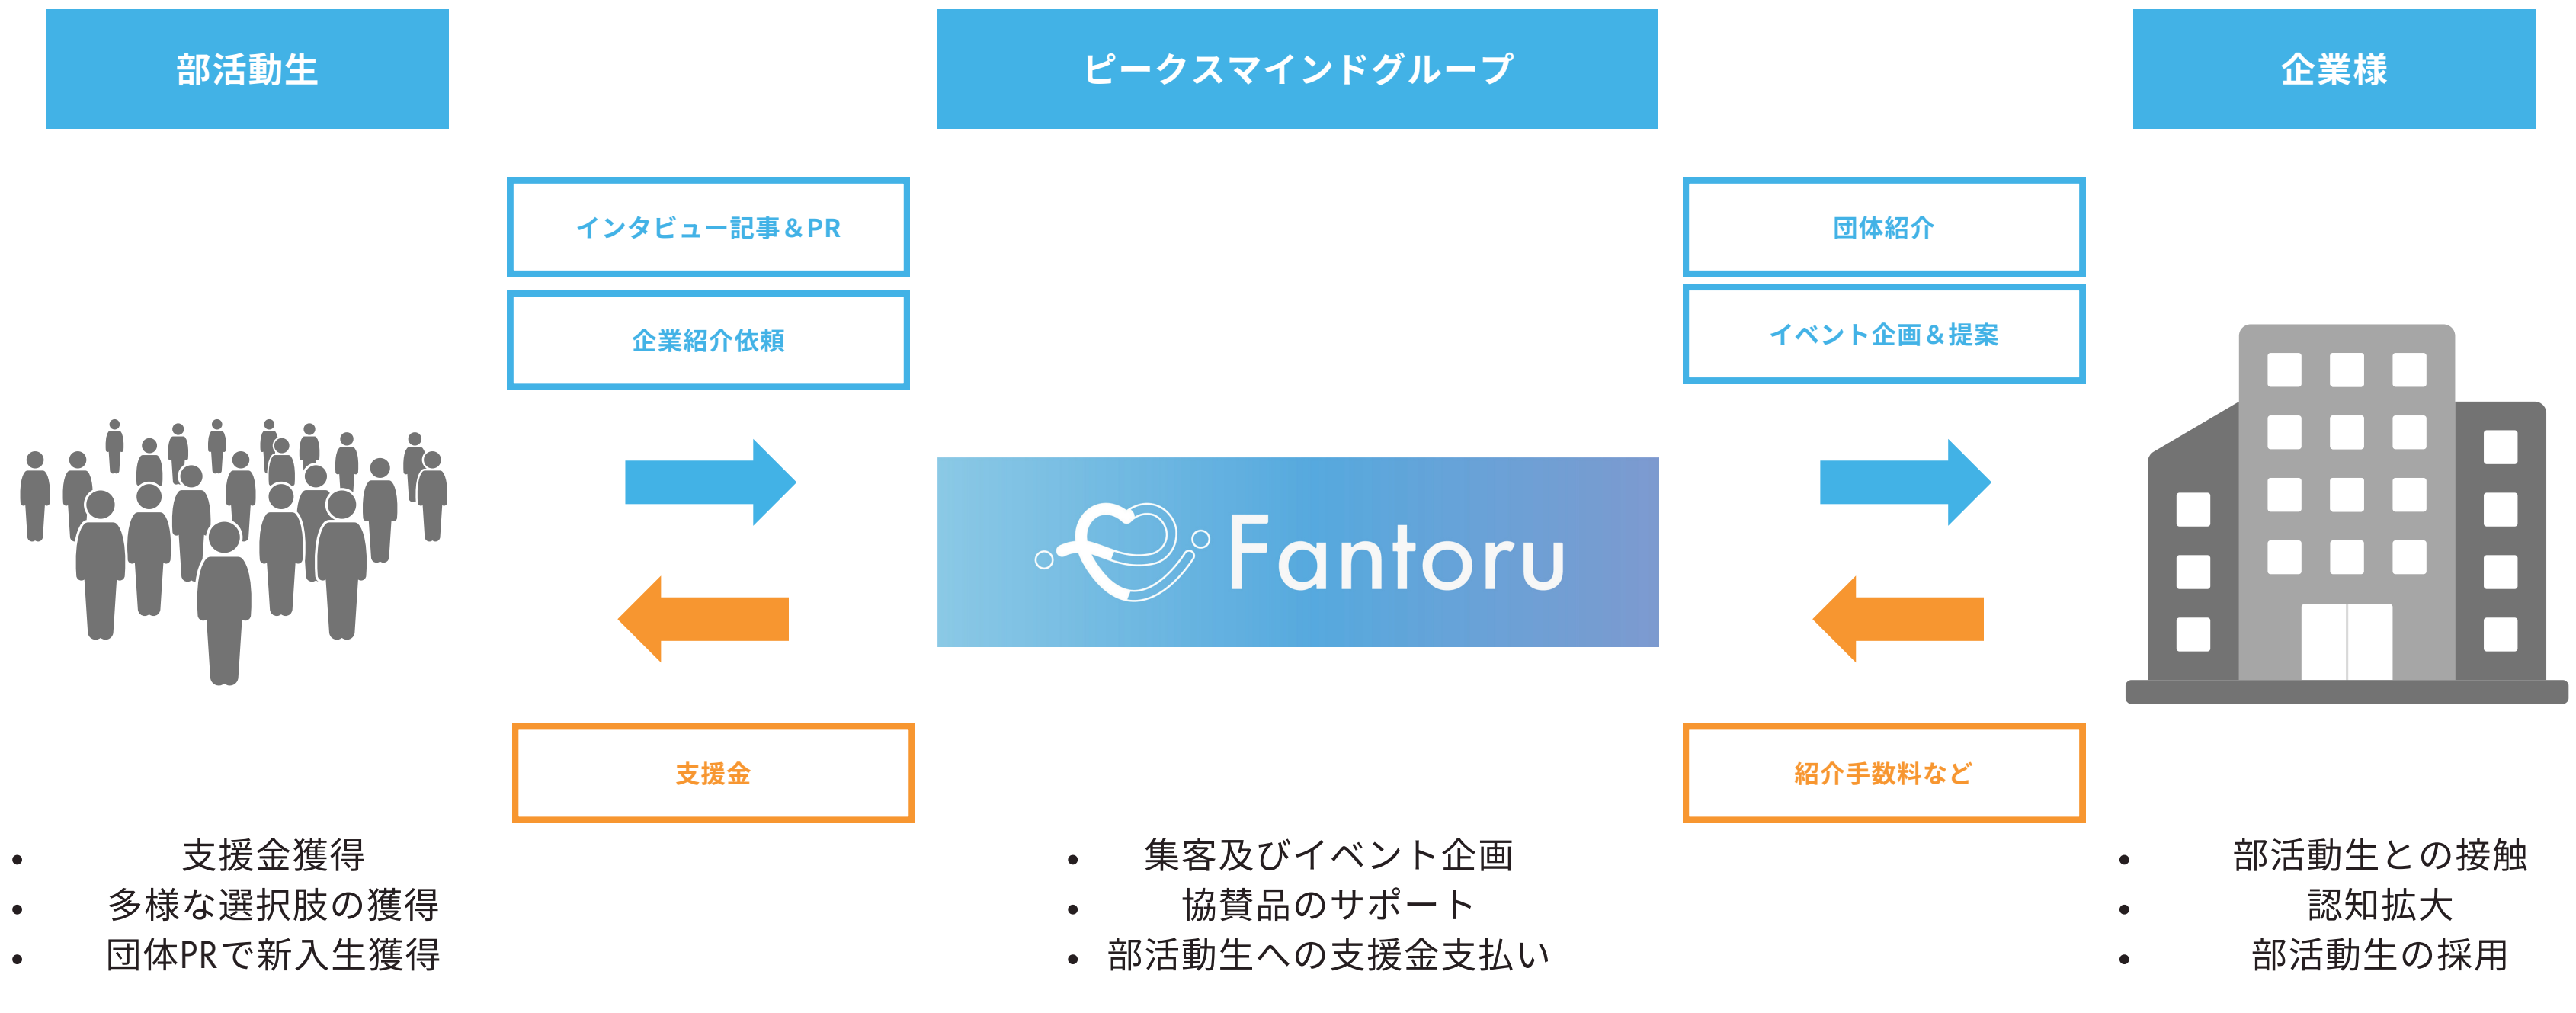 部活動生
ピークスマインドグループ
企業様
インタビュー記事＆PR
団体紹介
企業紹介依頼
イベント企画＆提案
Fantoru
支援金
紹介手数料など
• 支援金獲得
• 多様な選択肢の獲得
• 団体PRで新入生獲得
• 集客及びイベント企画
• 協賛品のサポート
• 部活動生への支援金支払い
• 部活動生との接触
• 認知拡大
• 部活動生の採用